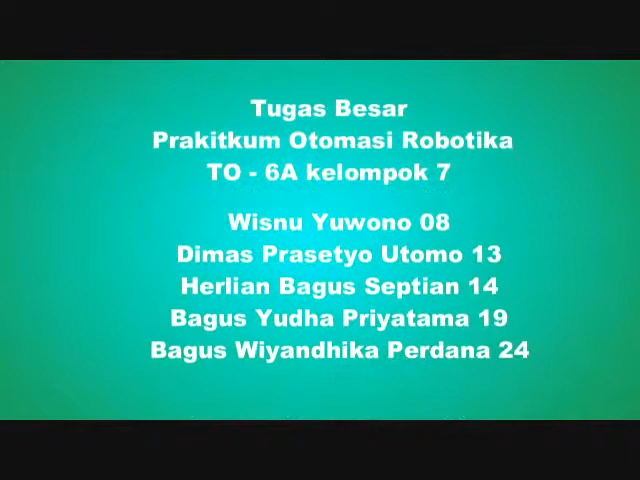 Tugas Besar
Prakitkum Otomasi Robotika
TO - 6A kelompok 7
Wisnu Yuwono 08
Dimas Prasetyo Utomo 13
Herlian Bagus Septian 14
Bagus Yudha Priyatama 19
Bagus Wiyandhika Perdana 24